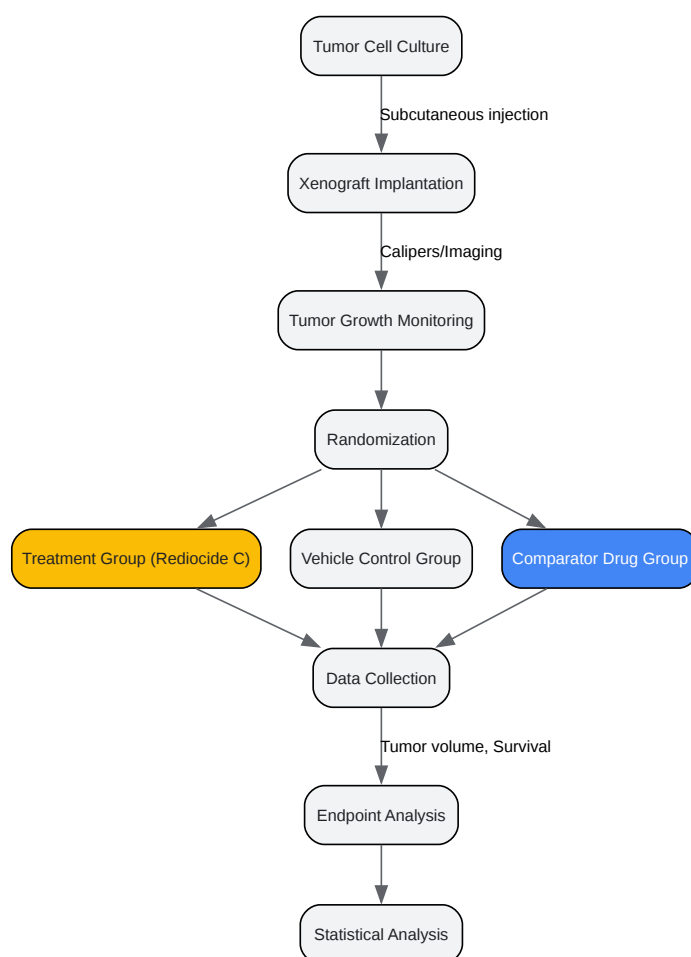 Tumor Cell Culture
Subcutaneous injection
Xenograft Implantation
Calipers/Imaging
Tumor Growth Monitoring
Randomization
Treatment Group (Rediocide C)
Vehicle Control Group
Comparator Drug Group
Data Collection
Tumor volume, Survival
Endpoint Analysis
Statistical Analysis